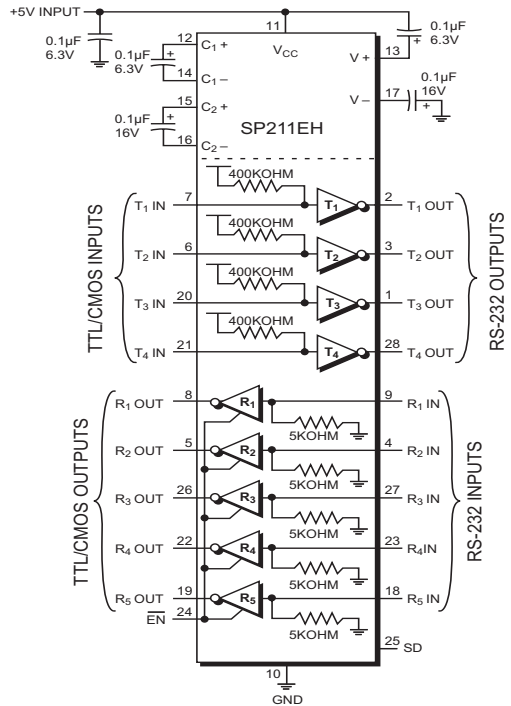 +5V INPUT
0.1µF
6.3V
0.1µF
6.3V
12
C1 +
14
C1 –
15
C2 +
16
C2 –
0.1µF
16V
11
VCC
V +
13
0.1µF
6.3V
V –
17
0.1µF
16V
SP211EH
400KOHM
T1 IN
7
T1
2
T1 OUT
400KOHM
T2 IN
6
T2
3
T2 OUT
400KOHM
T3 IN
20
T3
1
T3 OUT
400KOHM
T4 IN
21
T4
28
T4 OUT
TTL/CMOS INPUTS
RS-232 OUTPUTS
R1 OUT
8
R1
9
R1 IN
5KOHM
R2 OUT
5
R2
4
R2 IN
5KOHM
R3 OUT
26
R3
27
R3 IN
5KOHM
R4 OUT
22
R4
23
R4IN
5KOHM
R5 OUT
19
R5
18
R5 IN
5KOHM
TTL/CMOS OUTPUTS
RS-232 INPUTS
EN
24
25
SD
10
GND